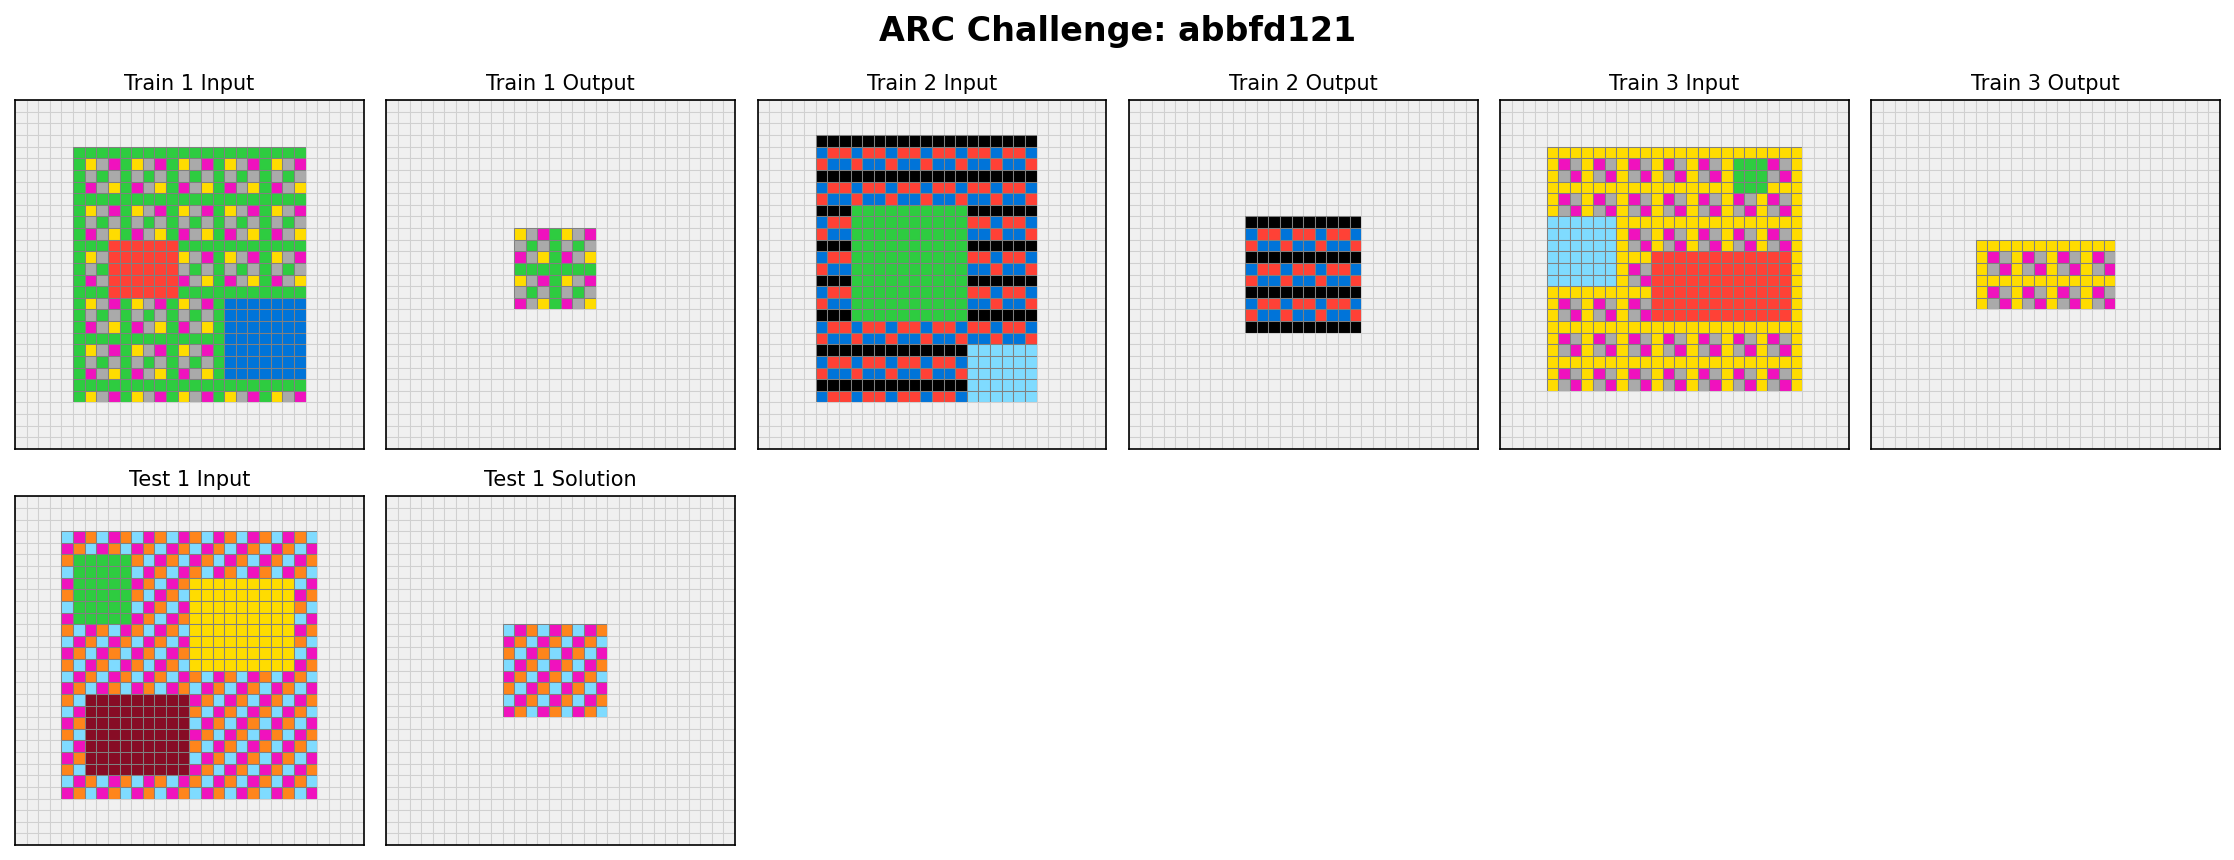 ARC Challenge: abbfd121
Train 1 Input
Train 1 Output
Train 2 Input
Train 2 Output
Train 3 Input
Train 3 Output
Test 1 Input
Test 1 Solution